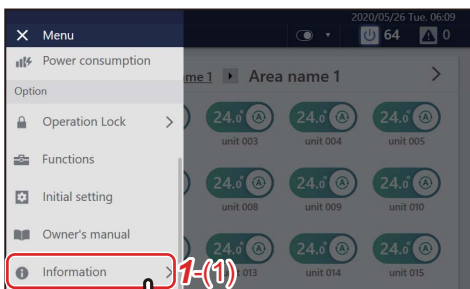 2020/05/26 Tue. 06:09
Menu
64
0
Power consumption
me 1
Area name 1
Option
Operation Lock
24.0° A
24.0° A
24.0° A
unit 003
unit 004
unit 005
Functions
24.0° A
24.0° A
24.0° A
Initial setting
unit 008
unit 009
unit 010
Owner's manual
24.0° A
24.0° A
24.0° A
Information
1-(1)
013
unit 014
unit 015